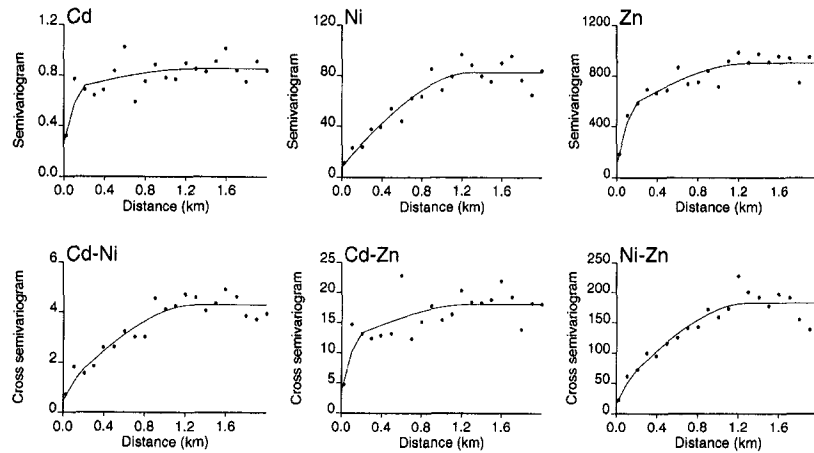 Cd
Semivariogram
1.2
0.8
0.4
0.0
0.0 0.4 0.8 1.2 1.6
Distance (km)
Ni
Semivariogram
120
80
40
0
0.0 0.4 0.8 1.2 1.6
Distance (km)
Zn
Semivariogram
1200
800
400
0
0.0 0.4 0.8 1.2 1.6
Distance (km)
Cd-Ni
Cross semivariogram
6
4
2
0
0.0 0.4 0.8 1.2 1.6
Distance (km)
Cd-Zn
Cross semivariogram
25
20
15
10
5
0
0.0 0.4 0.8 1.2 1.6
Distance (km)
Ni-Zn
Cross semivariogram
250
200
150
100
50
0
0.0 0.4 0.8 1.2 1.6
Distance (km)